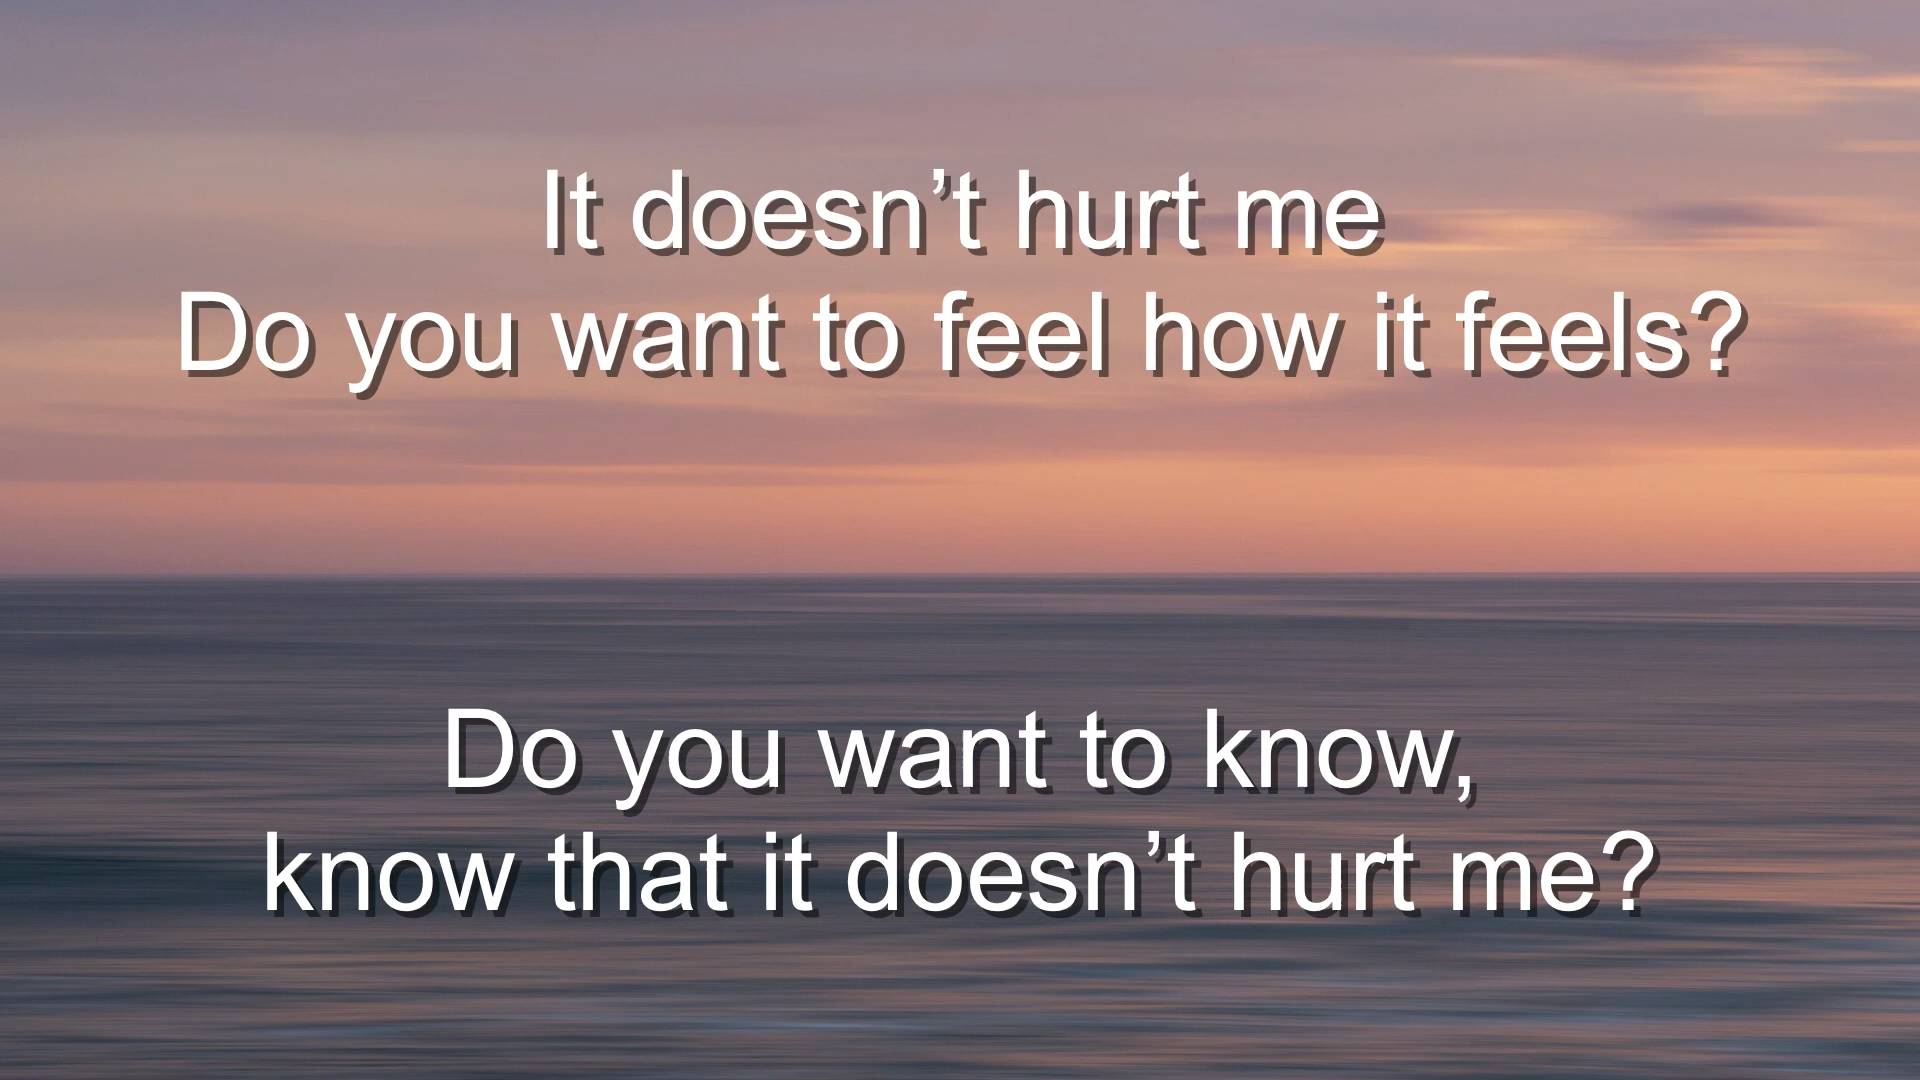 It doesn’t hurt me
Do you want to feel how it feels?
Do you want to know,
know that it doesn’t hurt me?